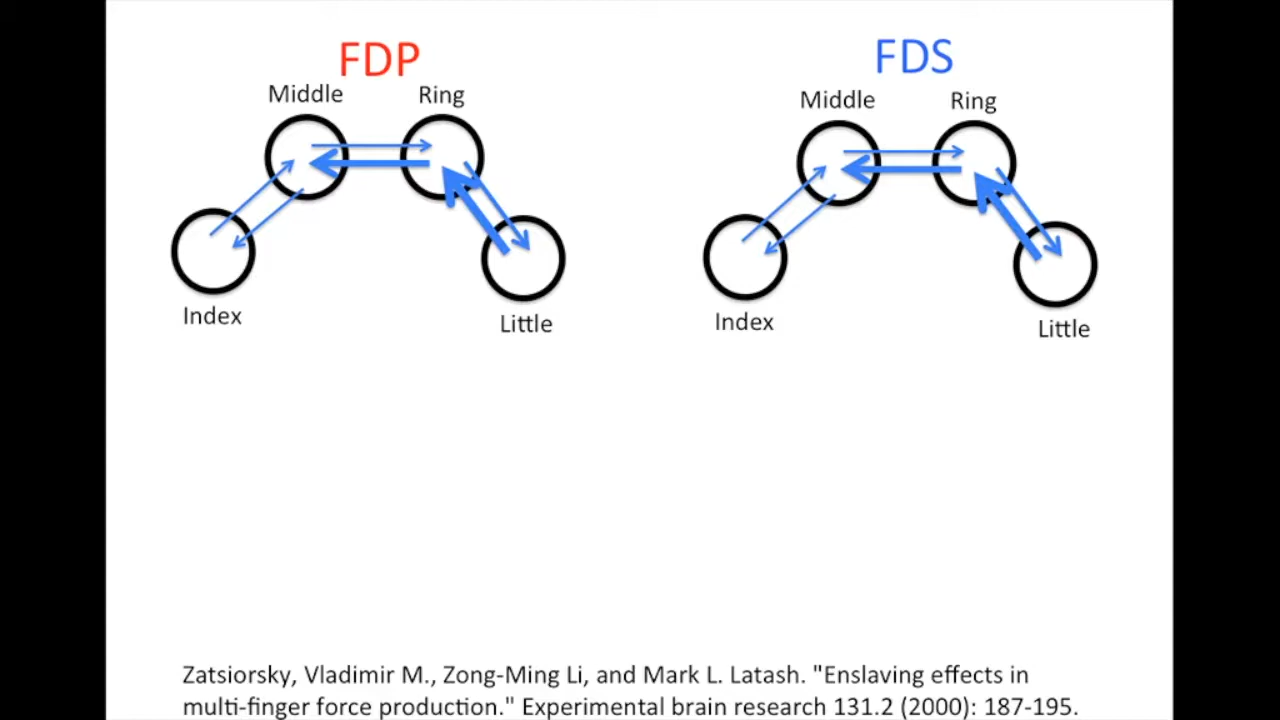 FDP
Middle
Ring
Index
Little
FDS
Middle
Ring
Index
Little
Zatsiorsky, Vladimir M., Zong-Ming Li, and Mark L. Latash. "Enslaving effects in
multi-finger force production." Experimental brain research 131.2 (2000): 187-195.